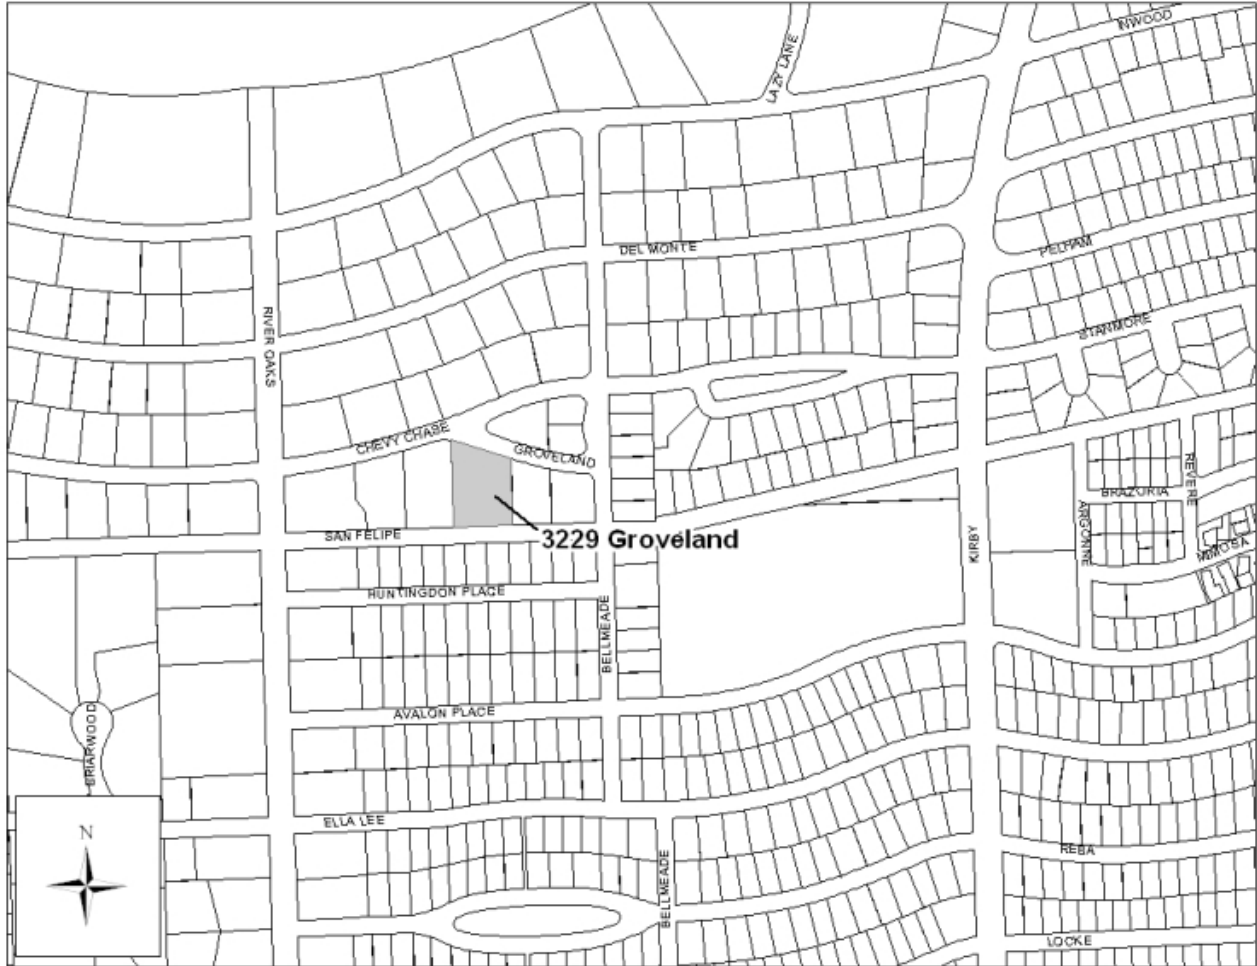 INWOOD
LAZY LANE
DEL MONTE
PELHAM
RIVER OAKS
STANMORE
CHEVY CHASE
GROVELAND
REVERE
BRAZORIA
ARGONNE
SAN FELIPE
3229 Groveland
KIRBY
MIMOSA
HUNTINGDON PLACE
BELLMEADE
AVALON PLACE
BRIARWOOD
ELLA LEE
N
REBA
BELLMEADE
LOCKE